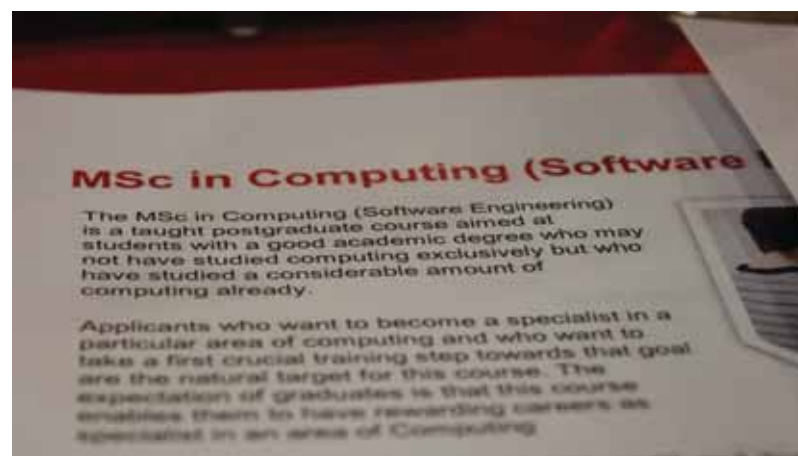 MSc in Computing (Software
The MSc in Computing (Software Engineering)
is a taught postgraduate course aimed at
students with a good academic degree who may
not have studied computing exclusively but who
have studied a considerable amount of
computing already.
Applicants who want to become a specialist in a
particular area of computing and who want to
take a first crucial training step towards that goal
are the natural target for this course. The
expectation of graduates is that this course
enables them to have rewarding careers as
specialist in an area of Computing